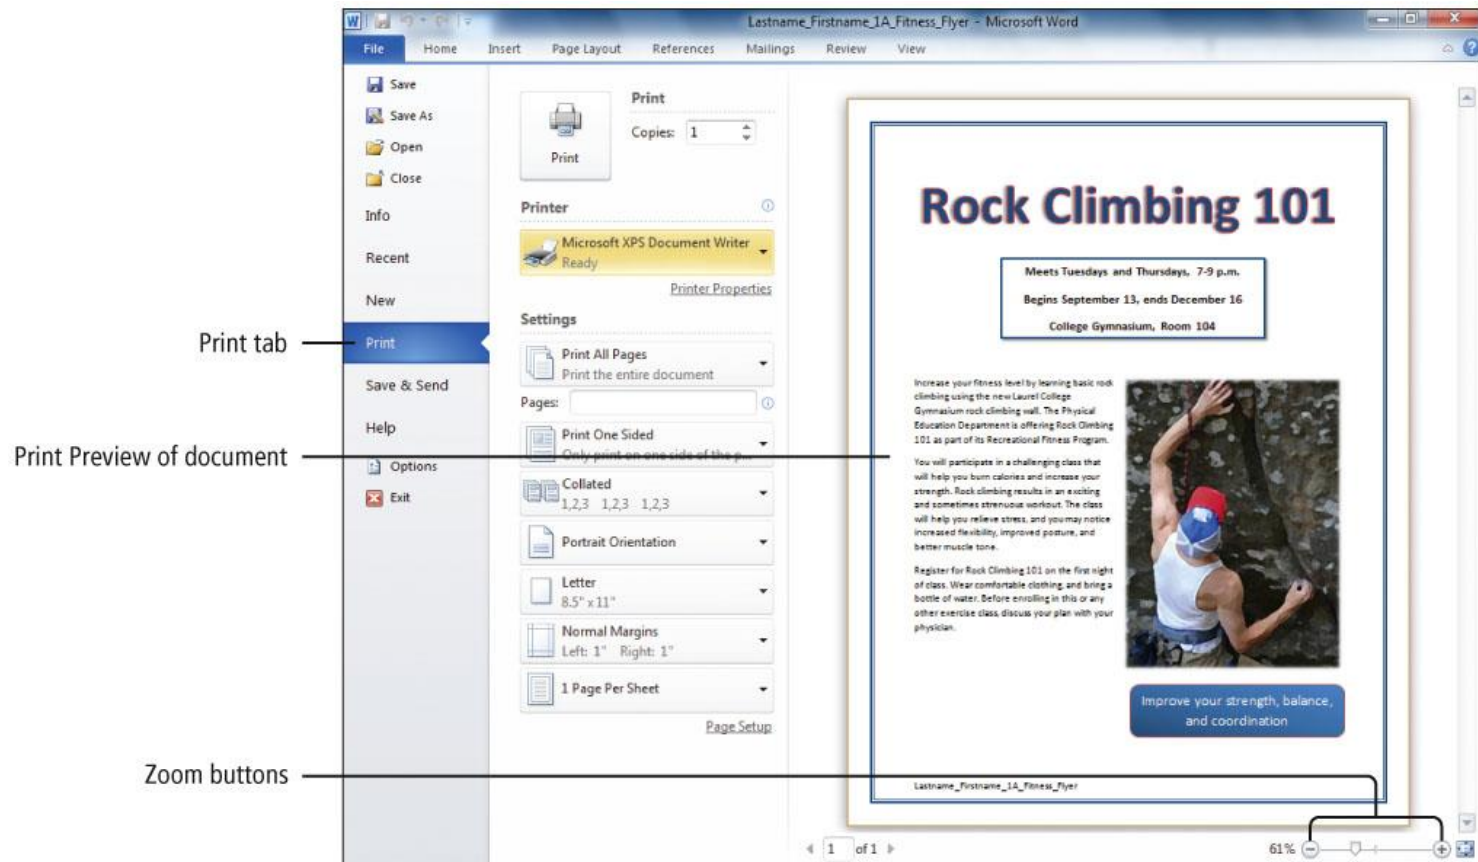 Lastname_Firstname_1A_Fitness_Flyer - Microsoft Word
File Home Insert Page Layout References Mailings Review View
Save
Save As
Open
Close
Info
Recent
New
Print
Save & Send
Help
Options
Exit
Print
Print
Copies: 1
Printer
Microsoft XPS Document Writer
Ready
Printer Properties
Settings
Print All Pages
Print the entire document
Pages:
Print One Sided
Only print on one side of the p...
Collated
1,2,3 1,2,3 1,2,3
Portrait Orientation
Letter
8.5" x 11"
Normal Margins
Left: 1" Right: 1"
1 Page Per Sheet
Page Setup
Rock Climbing 101
Meets Tuesdays and Thursdays, 7-9 p.m.
Begins September 13, ends December 16
College Gymnasium, Room 104
Increase your fitness level by learning basic rock
climbing using the new Laurel College
Gymnasium rock climbing wall. The Physical
Education Department is offering Rock Climbing
101 as part of its Recreational Fitness Program.
You will participate in a challenging class that
will help you burn calories and increase your
strength. Rock climbing results in an exciting
and sometimes strenuous workout. The class
will help you relieve stress, and you may notice
increased flexibility, improved posture, and
better muscle tone.
Register for Rock Climbing 101 on the first night
of class. Wear comfortable clothing, and bring a
bottle of water. Before enrolling in this or any
other exercise class, discuss your plan with your
physician.
Improve your strength, balance,
and coordination
Lastname_Firstname_1A_Fitness_Flyer
1 of 1
61%
Print tab
Print Preview of document
Zoom buttons